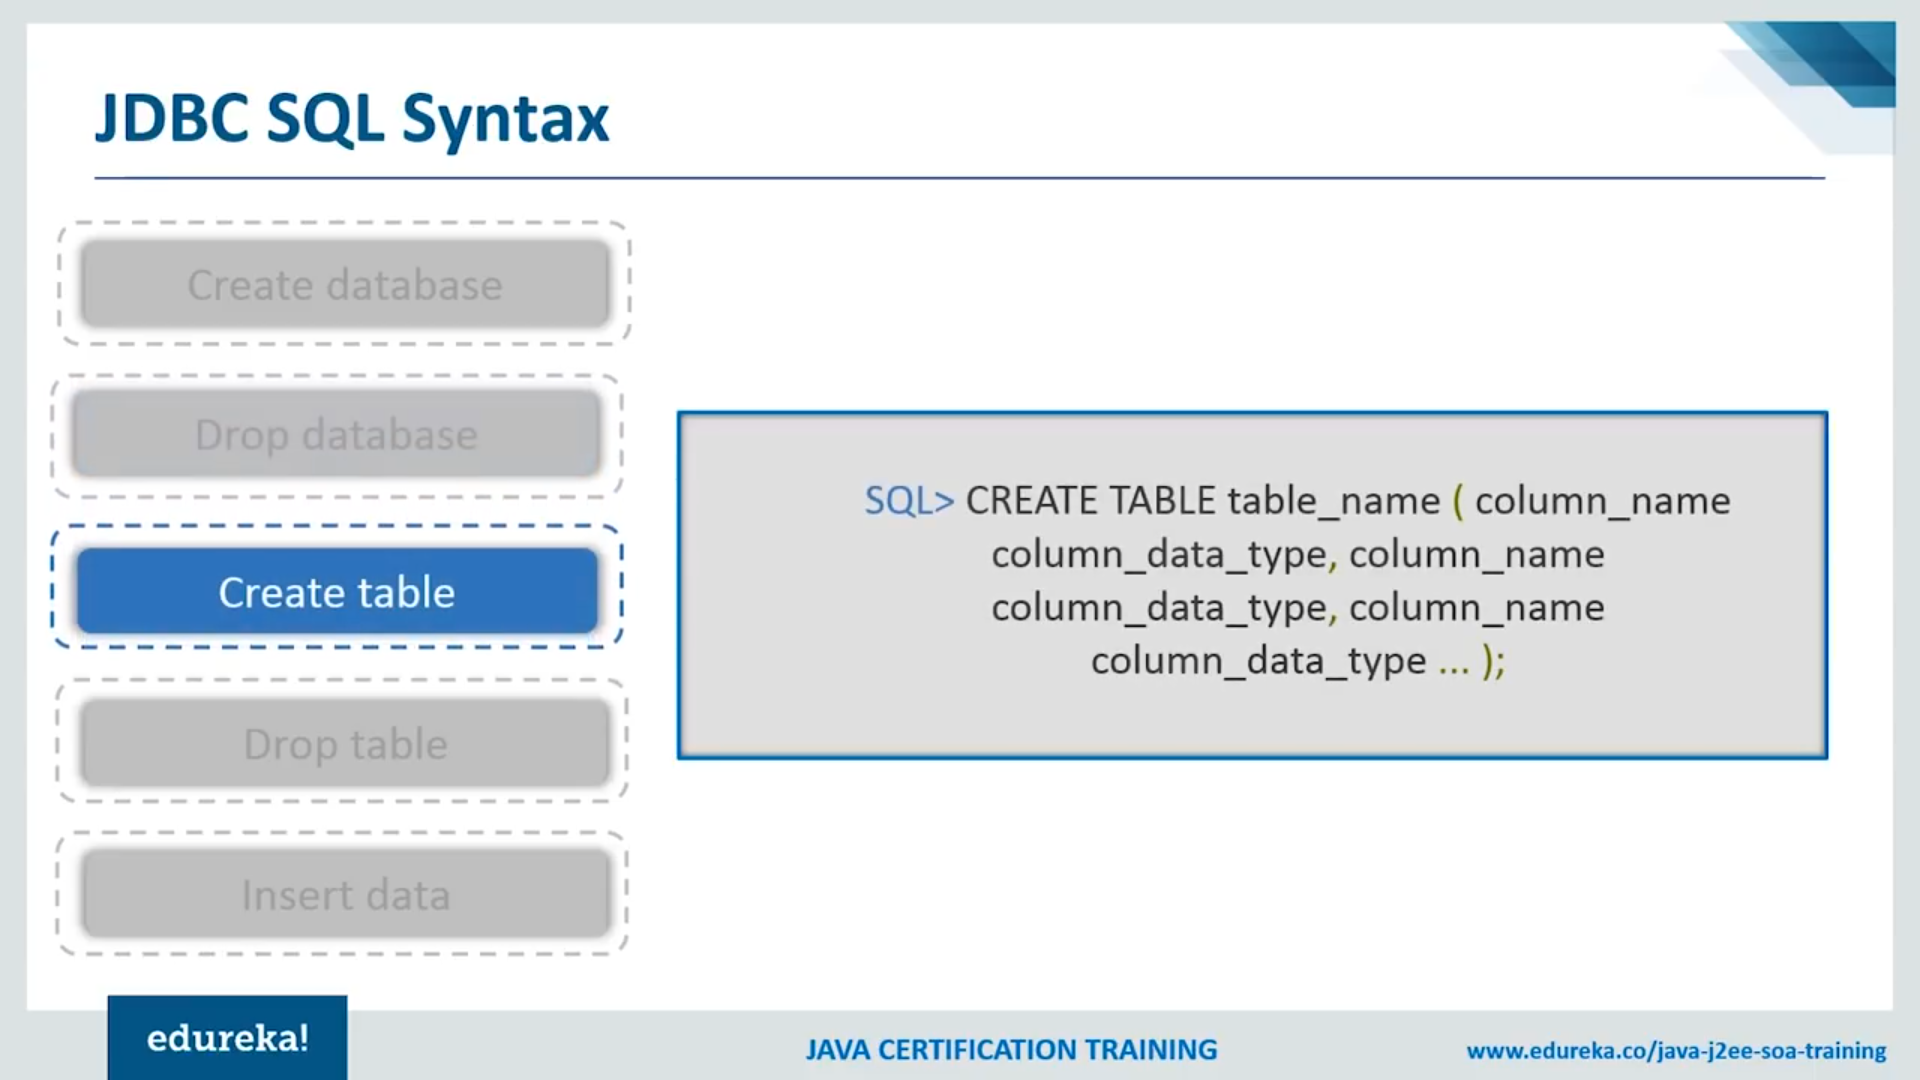 JDBC SQL Syntax
Create database
Drop database
Create table
Drop table
Insert data
SQL> CREATE TABLE table_name ( column_name
column_data_type, column_name
column_data_type, column_name
column_data_type ... );
edureka!
JAVA CERTIFICATION TRAINING
www.edureka.co/java-j2ee-soa-training